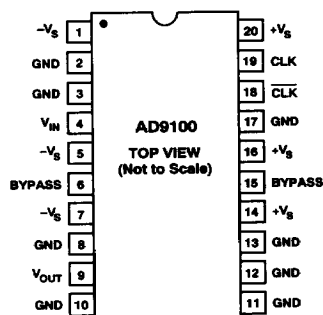 −VS 1 20 +VS
GND 2 19 CLK
GND 3 18 CLK
VIN 4 AD9100 17 GND
−VS 5 TOP VIEW 16 +VS
BYPASS 6 (Not to Scale) 15 BYPASS
−VS 7 14 +VS
GND 8 13 GND
VOUT 9 12 GND
GND 10 11 GND